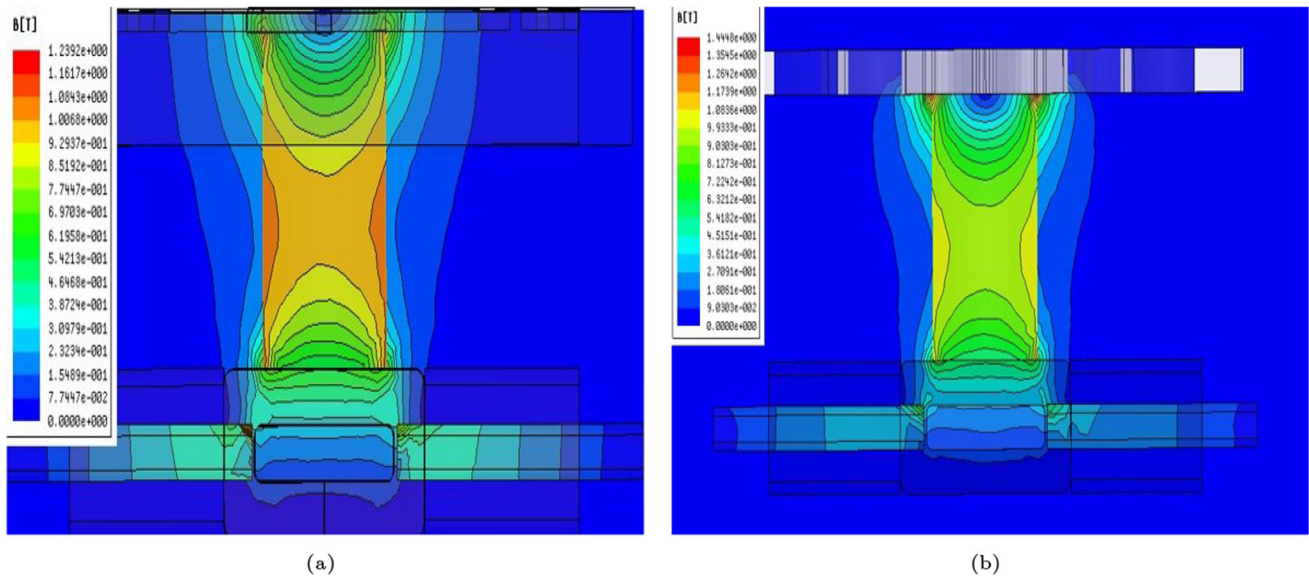 B[T]
1.2392e+000
1.1617e+000
1.0843e+000
1.0068e+000
9.2937e-001
8.5192e-001
7.7447e-001
6.9703e-001
6.1958e-001
5.4213e-001
4.6468e-001
3.8724e-001
3.0979e-001
2.3234e-001
1.5489e-001
7.7447e-002
0.0000e+000
(a)
B[T]
1.4448e+000
1.3545e+000
1.2642e+000
1.1739e+000
1.0836e+000
9.9333e-001
9.0303e-001
8.1273e-001
7.2242e-001
6.3212e-001
5.4182e-001
4.5151e-001
3.6121e-001
2.7091e-001
1.8061e-001
9.0303e-002
0.0000e+000
(b)